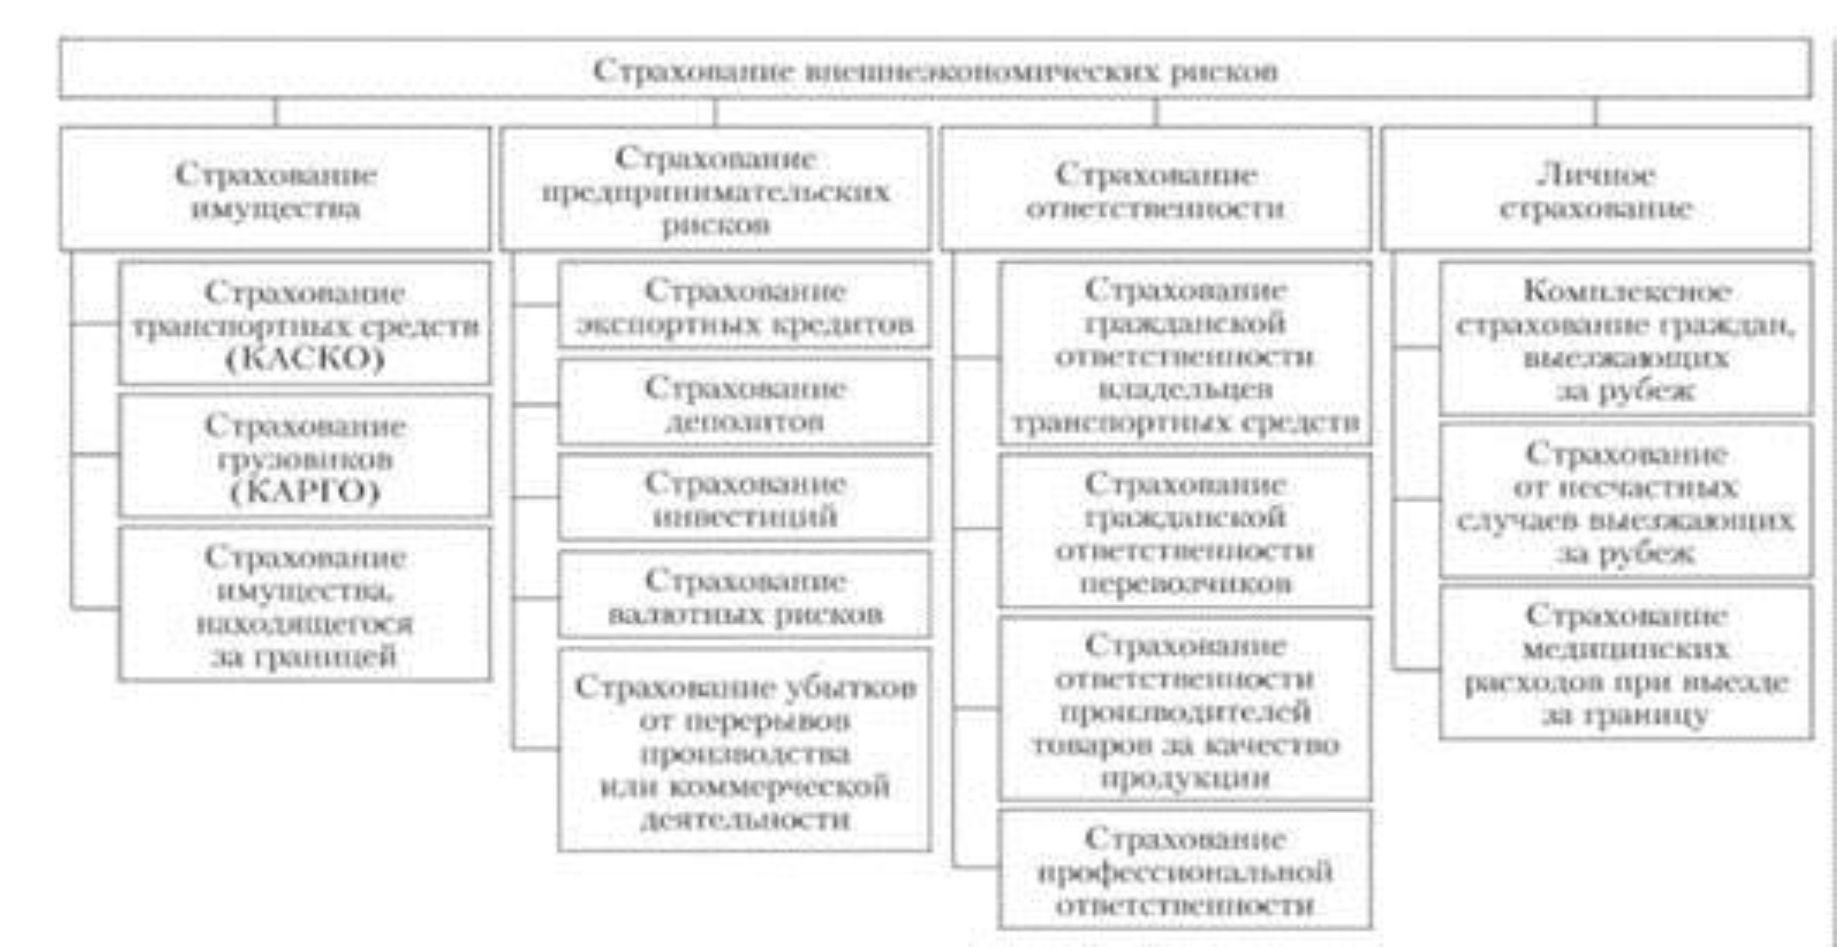 Страхование внешнеэкономических рисков
Страхование
имущества
Страхование
транспортных средств
(КАСКО)
Страхование
грузовиков
(КАРГО)
Страхование
имущества,
находящегося
за границей
Страхование
предпринимательских
рисков
Страхование
экспортных кредитов
Страхование
депозитов
Страхование
инвестиций
Страхование
валютных рисков
Страхование убытков
от перерывов
производства
или коммерческой
деятельности
Страхование
ответственности
Страхование
гражданской
ответственности
владельцев
транспортных средств
Страхование
гражданской
ответственности
перевозчиков
Страхование
ответственности
производителей
товаров за качество
продукции
Страхование
профессиональной
ответственности
Личное
страхование
Комплексное
страхование граждан,
выезжающих
за рубеж
Страхование
от несчастных
случаев выезжающих
за рубеж
Страхование
медицинских
расходов при выезде
за границу